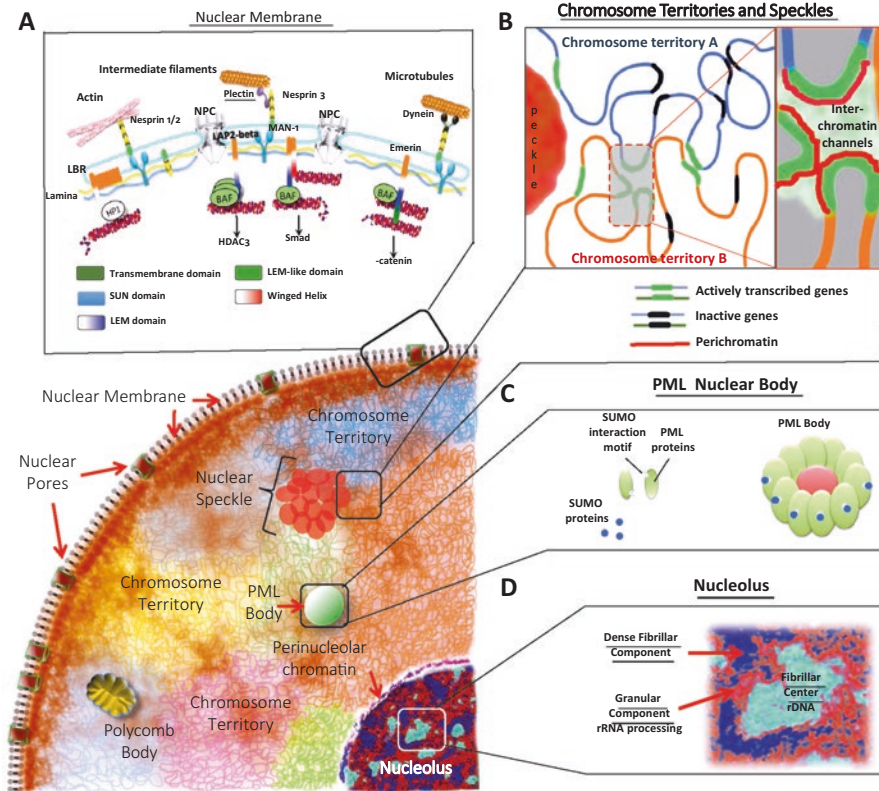 A
Nuclear Membrane
Intermediate filaments
Plectin
Nesprin 3
Microtubules
Dynein
Actin
Nesprin 1/2
NPC
LAP2-beta
MAN-1
NPC
Emerin
LBR
Lamina
HP1
BAF
BAF
BAF
HDAC3
Smad
-catenin
Transmembrane domain
LEM-like domain
SUN domain
Winged Helix
LEM domain
B
Chromosome Territories and Speckles
Chromosome territory A
peckle
Inter-
chromatin
channels
Chromosome territory B
Actively transcribed genes
Inactive genes
Perichromatin
Nuclear Membrane
Nuclear
Pores
Chromosome
Territory
Nuclear
Speckle
Chromosome
Territory
PML
Body
Perinucleolar
chromatin
Chromosome
Territory
Polycomb
Body
Nucleolus
C
PML Nuclear Body
SUMO
interaction
motif
PML
proteins
SUMO
proteins
PML Body
D
Nucleolus
Dense Fibrillar
Component
Granular
Component
rRNA processing
Fibrillar
Center
rDNA